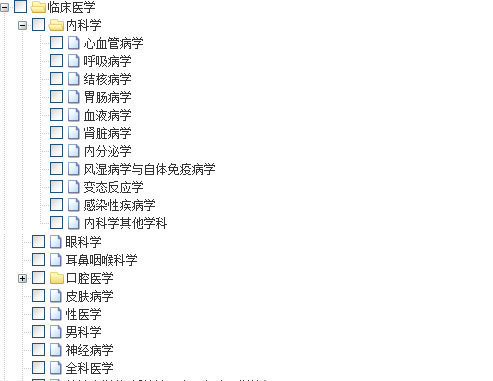 临床医学
内科学
心血管病学
呼吸病学
结核病学
胃肠病学
血液病学
肾脏病学
内分泌学
风湿病学与自体免疫病学
变态反应学
感染性疾病学
内科学其他学科
眼科学
耳鼻咽喉科学
口腔医学
皮肤病学
性医学
男科学
神经病学
全科医学